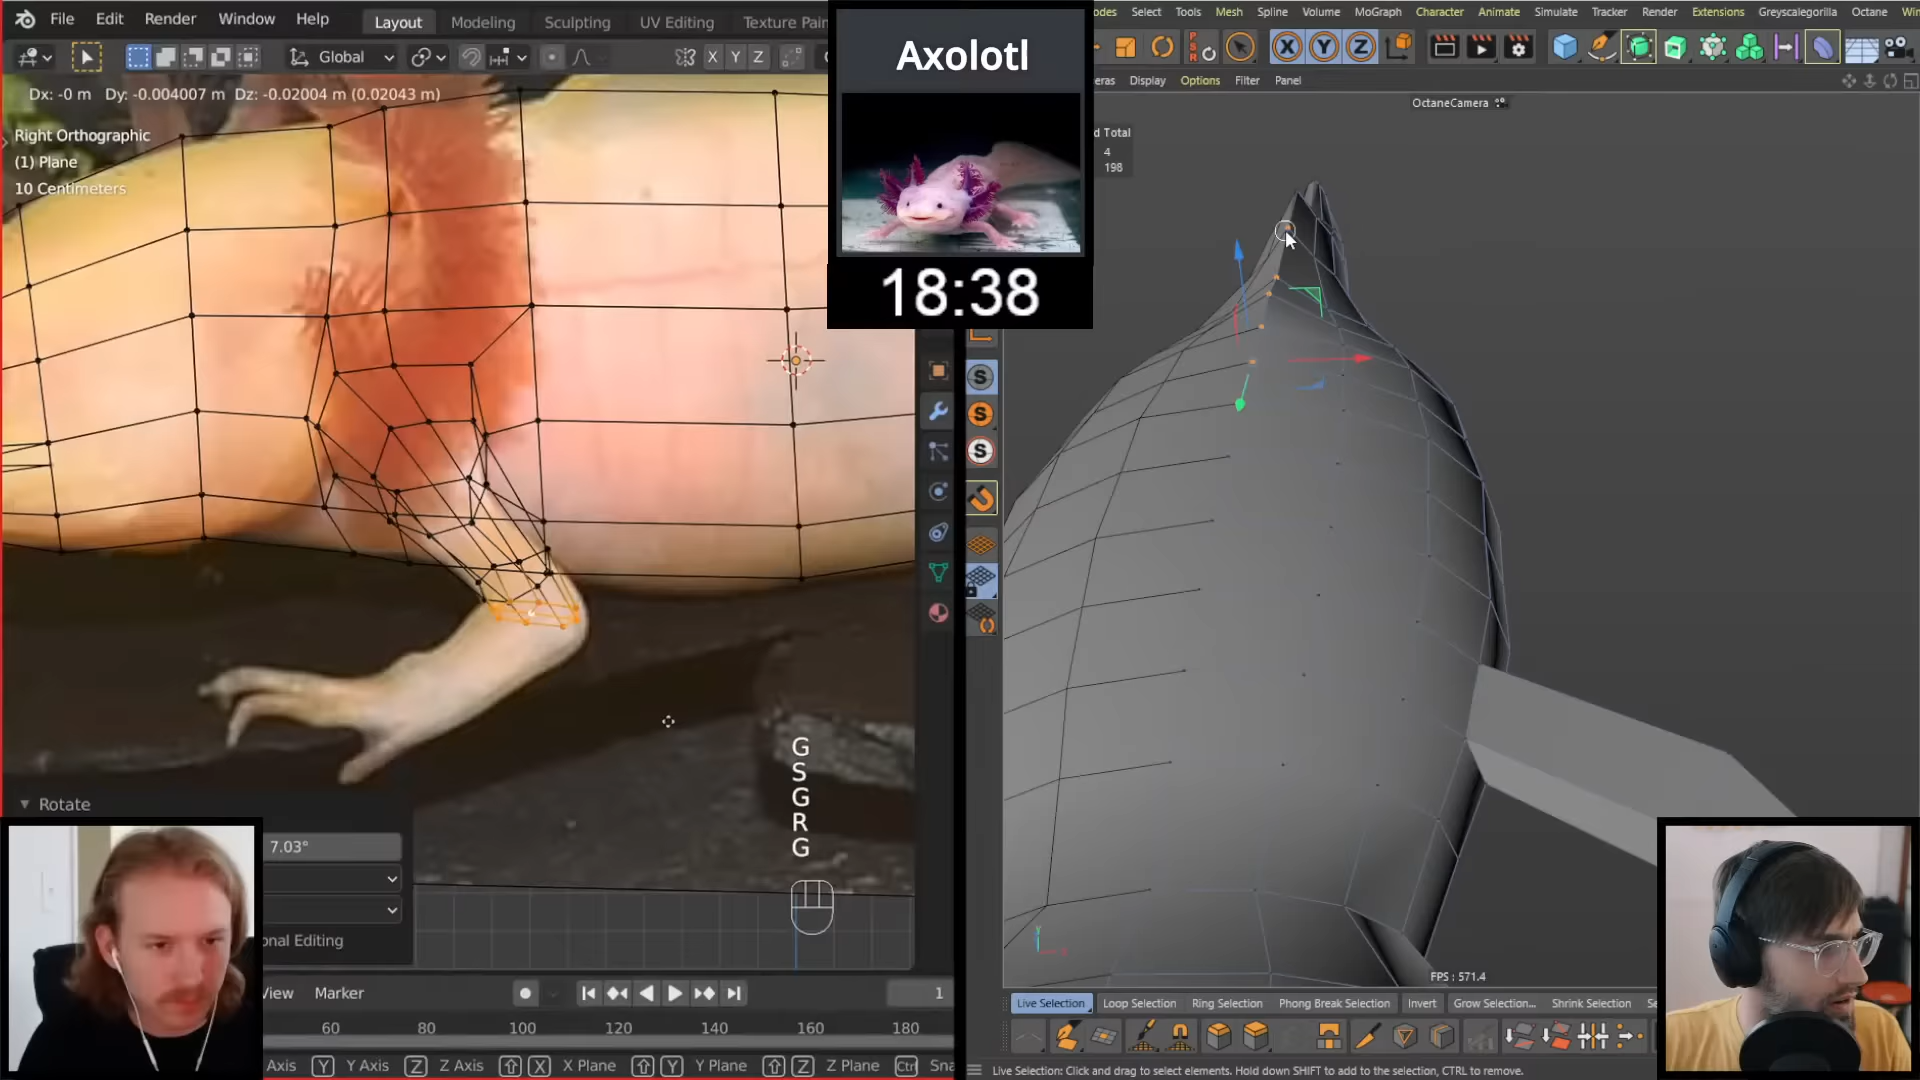 File Edit Render Window Help
Layout Modeling Sculpting UV Editing Texture Pain
Global
X Y Z
Dx: -0 m Dy: -0.004007 m Dz: -0.02004 m (0.02043 m)
Right Orthographic
(1) Plane
10 Centimeters
Axolotl
18:38
G
S
G
R
G
Rotate
7.03°
onal Editing
View Marker
1
60 80 100 120 140 160 180
Axis Y Y Axis Z Z Axis X X Plane Y Y Plane Z Z Plane Ctrl Sna
odes Select Tools Mesh Spline Volume MoGraph Character Animate Simulate Tracker Render Extensions Greyscalegorilla Octane Win
PSR
X Y Z
eras Display Options Filter Panel
OctaneCamera
d Total
4
198
S
S
S
Y
FPS : 571.4
Live Selection Loop Selection Ring Selection Phong Break Selection Invert Grow Selection... Shrink Selection Se
Live Selection: Click and drag to select elements. Hold down SHIFT to add to the selection, CTRL to remove.